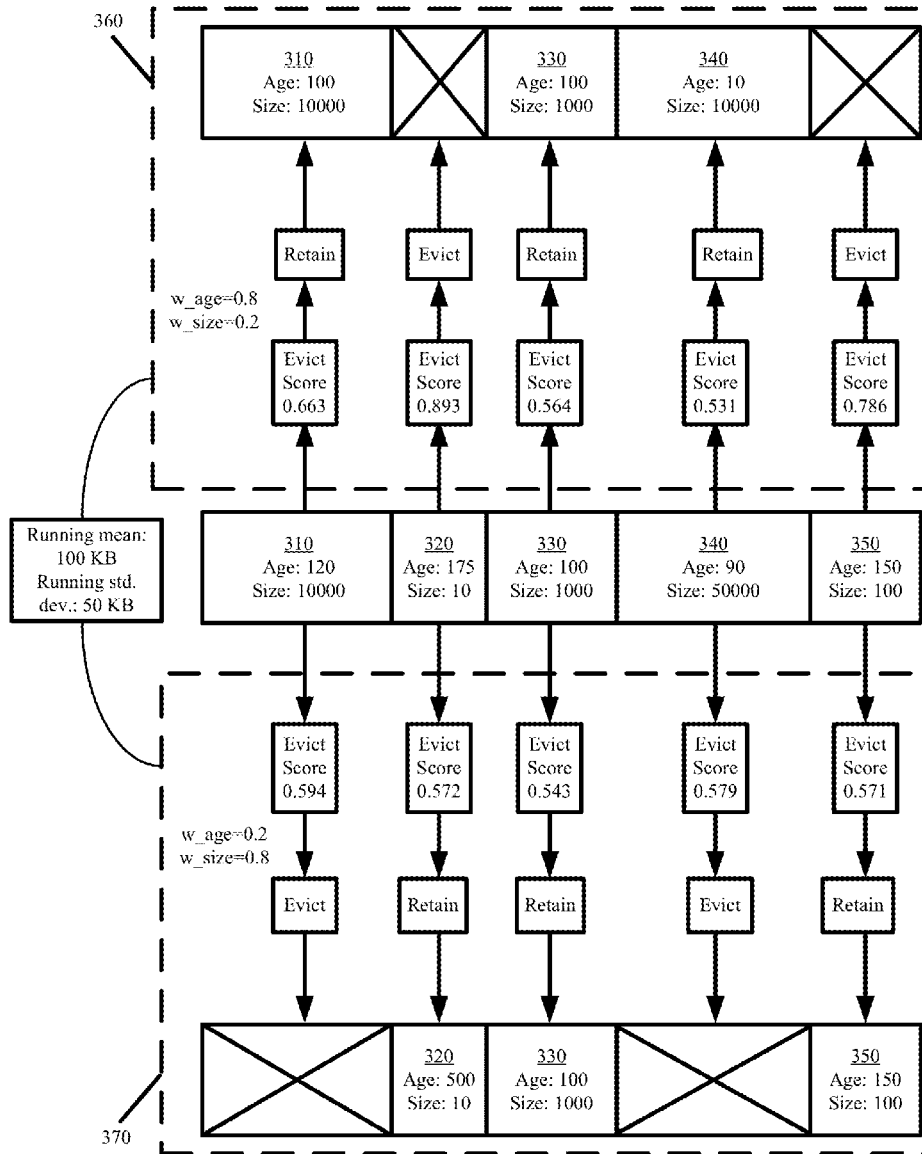 360
310
Age: 100
Size: 10000
330
Age: 100
Size: 1000
340
Age: 10
Size: 10000
Retain
Evict
Retain
Retain
Evict
w_age=0.8
w_size=0.2
Evict
Score
0.663
Evict
Score
0.893
Evict
Score
0.564
Evict
Score
0.531
Evict
Score
0.786
Running mean:
100 KB
Running std.
dev.: 50 KB
310
Age: 120
Size: 10000
320
Age: 175
Size: 10
330
Age: 100
Size: 1000
340
Age: 90
Size: 50000
350
Age: 150
Size: 100
Evict
Score
0.594
Evict
Score
0.572
Evict
Score
0.543
Evict
Score
0.579
Evict
Score
0.571
w_age=0.2
w_size=0.8
Evict
Retain
Retain
Evict
Retain
320
Age: 500
Size: 10
330
Age: 100
Size: 1000
350
Age: 150
Size: 100
370